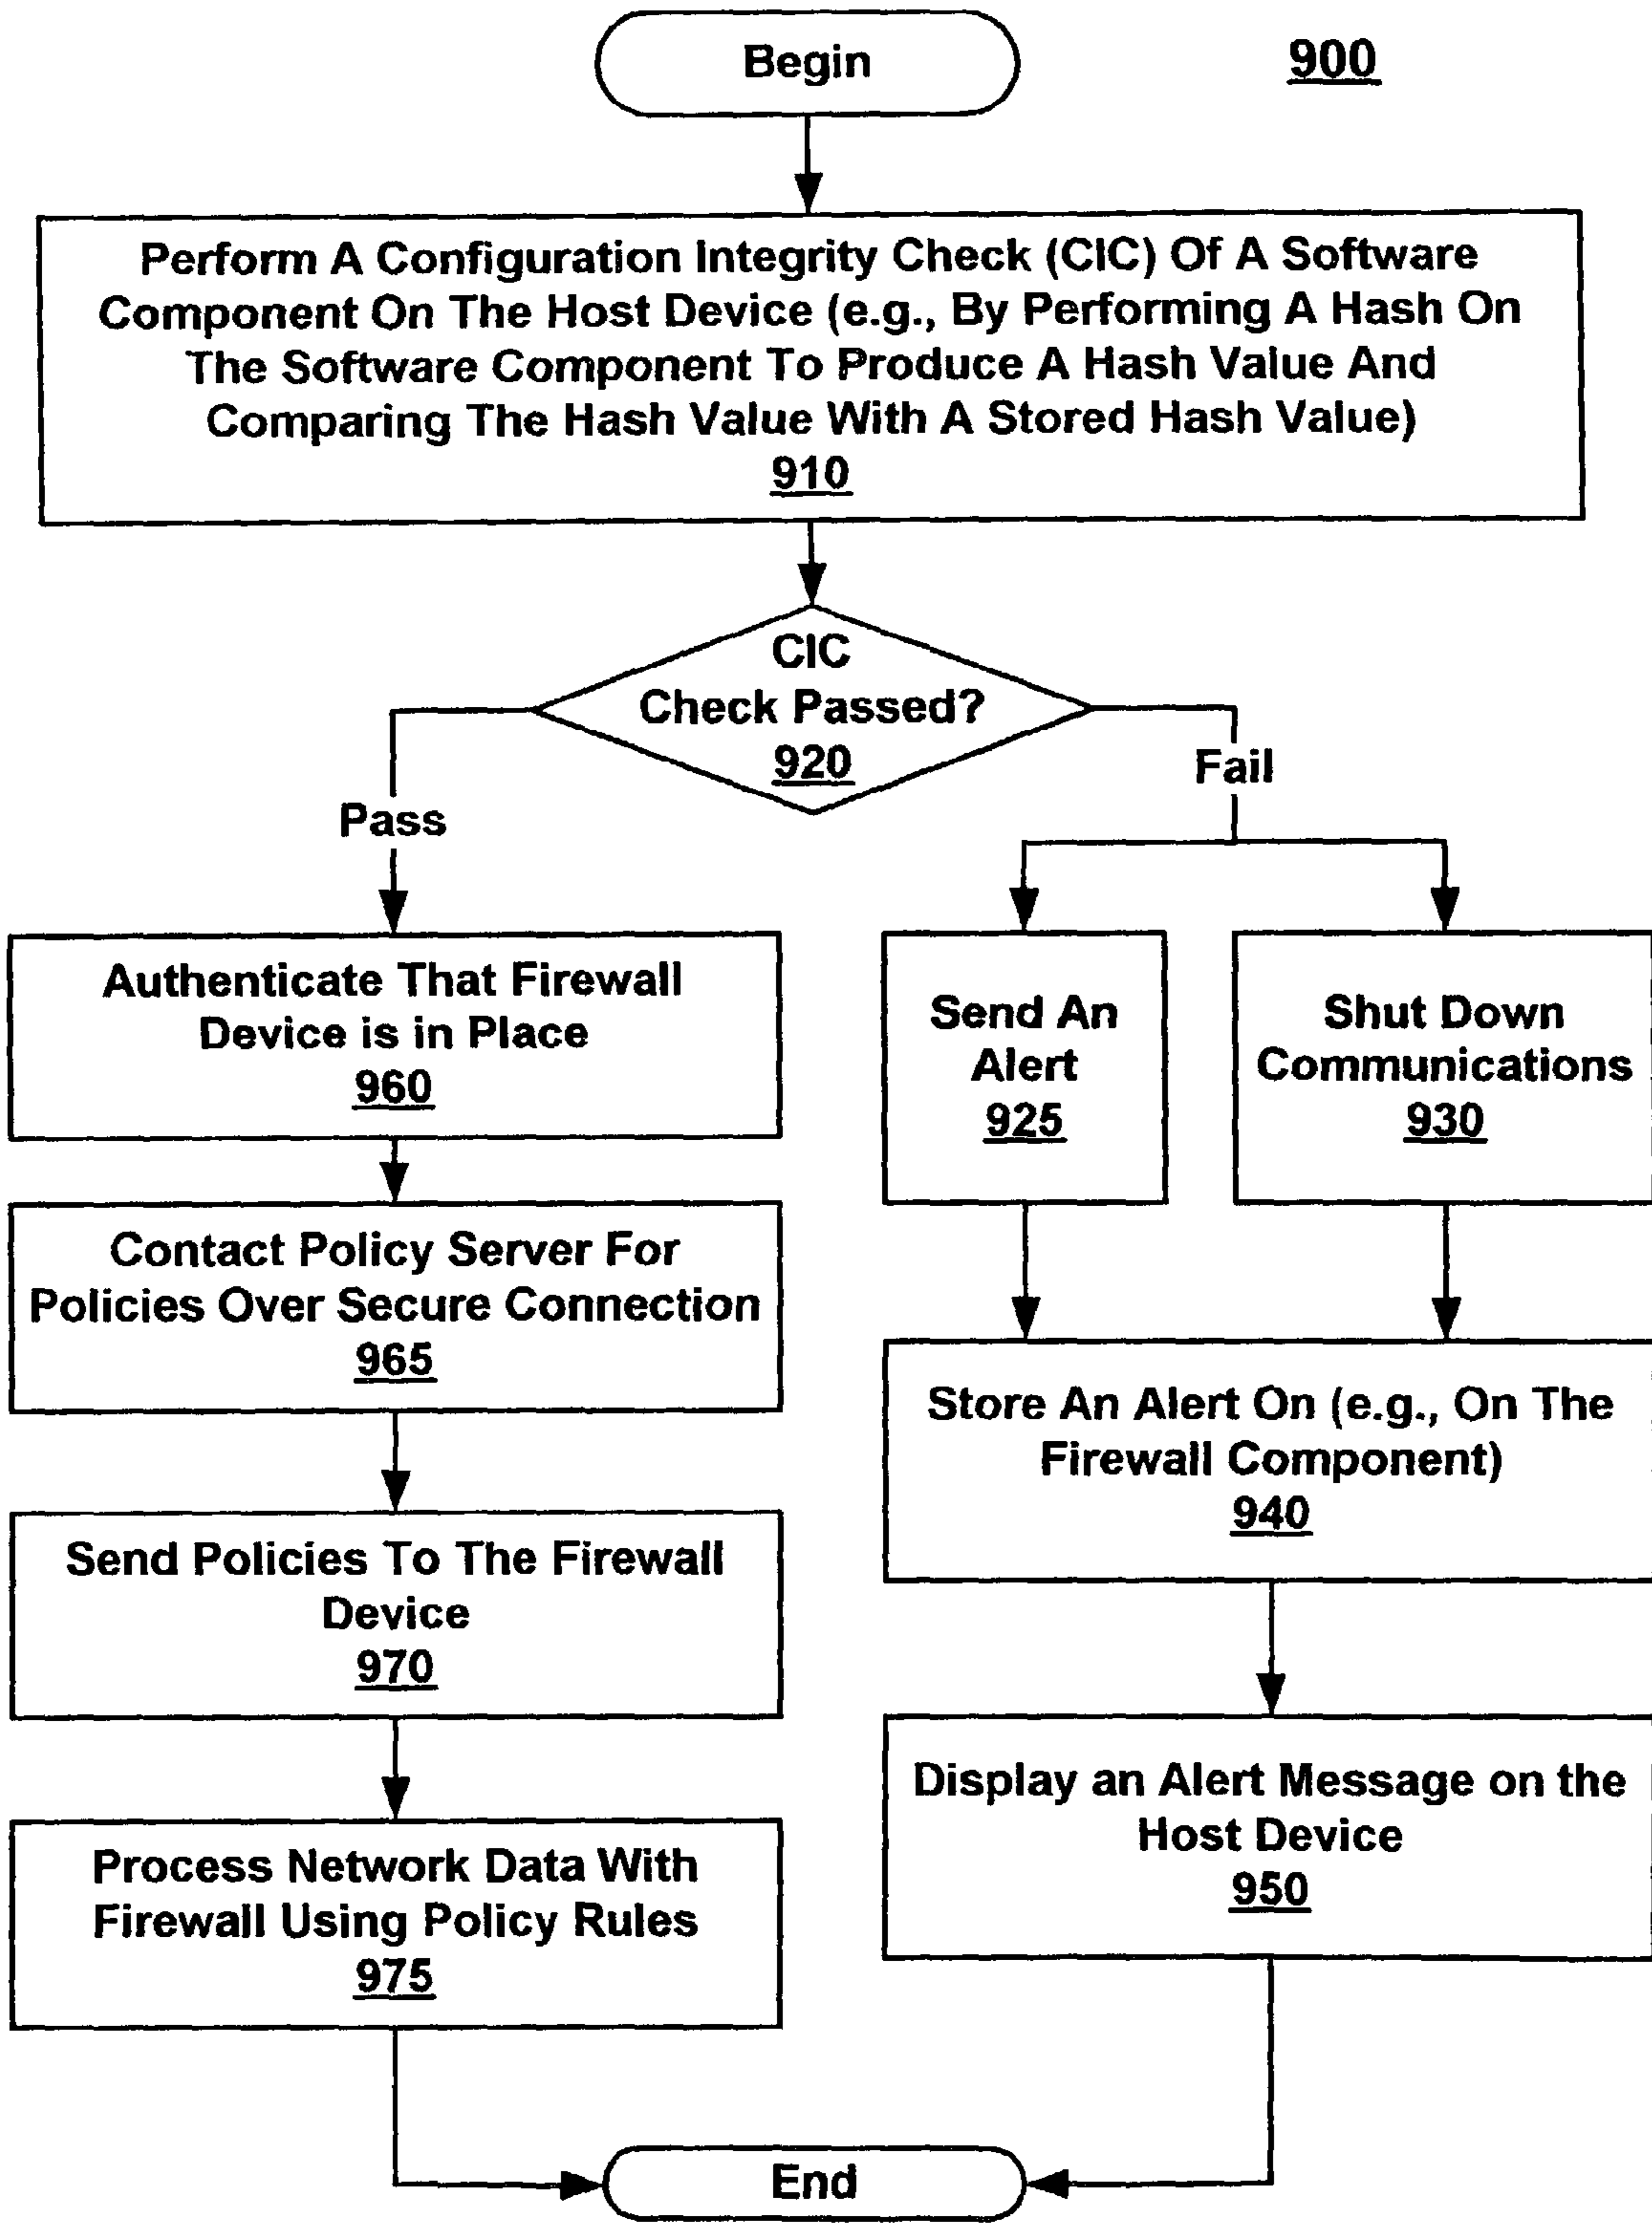 Begin
900
Perform A Configuration Integrity Check (CIC) Of A Software
Component On The Host Device (e.g., By Performing A Hash On
The Software Component To Produce A Hash Value And
Comparing The Hash Value With A Stored Hash Value)
910
CIC
Check Passed?
920
Pass
Fail
Authenticate That Firewall
Device is in Place
960
Contact Policy Server For
Policies Over Secure Connection
965
Send Policies To The Firewall
Device
970
Process Network Data With
Firewall Using Policy Rules
975
Send An
Alert
925
Shut Down
Communications
930
Store An Alert On (e.g., On The
Firewall Component)
940
Display an Alert Message on the
Host Device
950
End